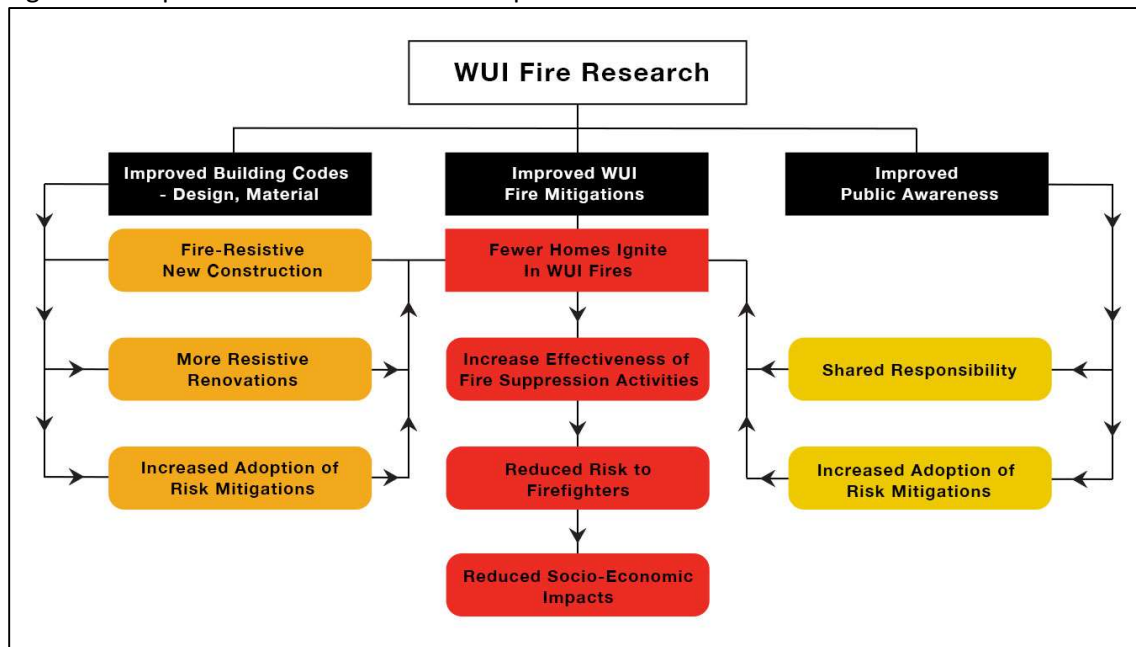 WUI Fire Research
Improved Building Codes
- Design, Material
Improved WUI
Fire Mitigations
Improved
Public Awareness
Fire-Resistive
New Construction
Fewer Homes Ignite
In WUI Fires
More Resistive
Renovations
Increase Effectiveness of
Fire Suppression Activities
Shared Responsibility
Increased Adoption of
Risk Mitigations
Reduced Risk to
Firefighters
Increased Adoption of
Risk Mitigations
Reduced Socio-Economic
Impacts